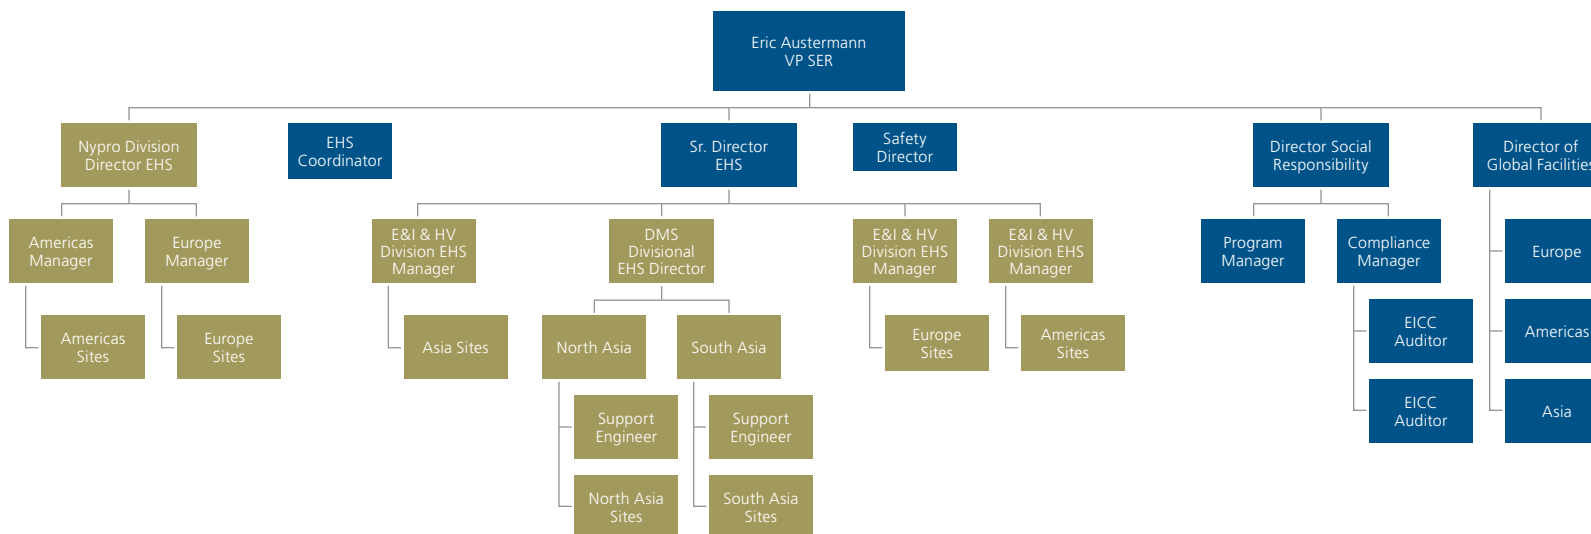 Eric Austermann
VP SER
Nypro Division
Director EHS
EHS
Coordinator
Sr. Director
EHS
Safety
Director
Director Social
Responsibility
Director of
Global Facilities
Americas
Manager
Europe
Manager
E&I & HV
Division EHS
Manager
DMS
Divisional
EHS Director
E&I & HV
Division EHS
Manager
E&I & HV
Division EHS
Manager
Program
Manager
Compliance
Manager
Europe
Americas
Sites
Europe
Sites
Asia Sites
North Asia
South Asia
Europe
Sites
Americas
Sites
EICC
Auditor
Americas
Support
Engineer
Support
Engineer
EICC
Auditor
Asia
North Asia
Sites
South Asia
Sites